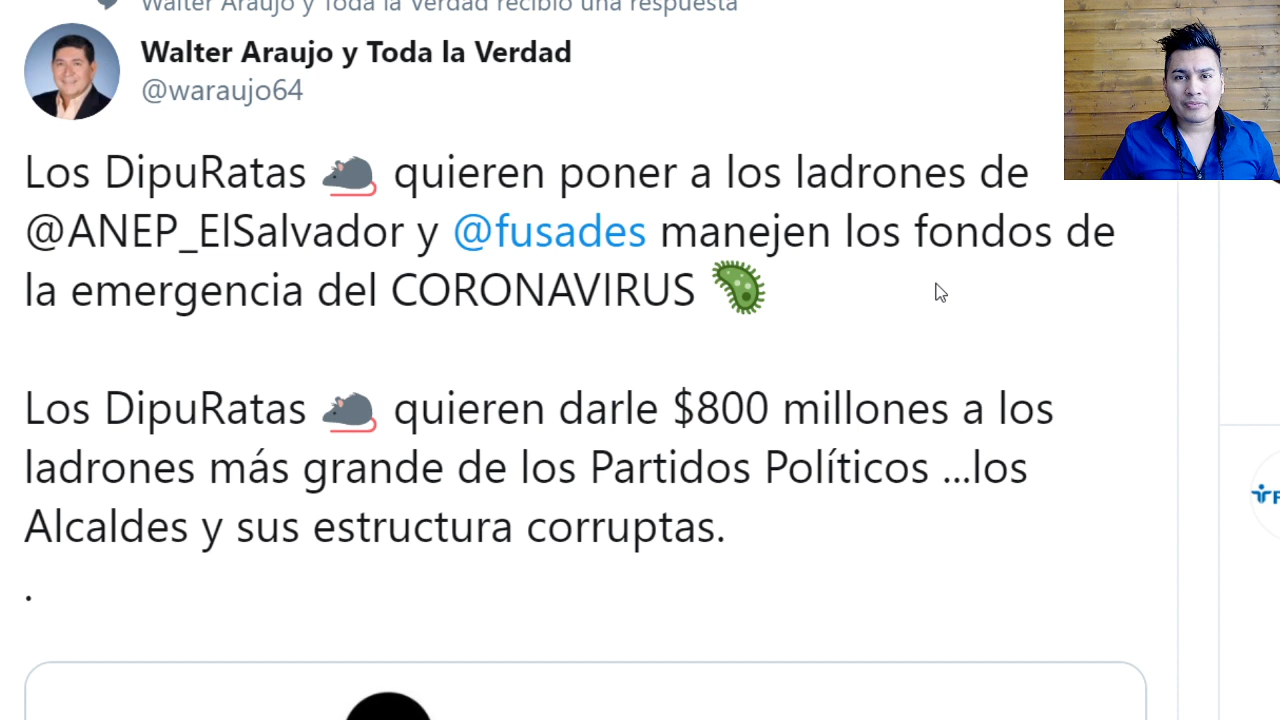 Walter Araujo y Toda la Verdad recibió una respuesta
Walter Araujo y Toda la Verdad
@waraujo64
Los DipuRatas 🐀 quieren poner a los ladrones de
@ANEP_ElSalvador y @fusades manejen los fondos de
la emergencia del CORONAVIRUS 🦠
Los DipuRatas 🐀 quieren darle $800 millones a los
ladrones más grande de los Partidos Políticos ...los
Alcaldes y sus estructura corruptas.
.